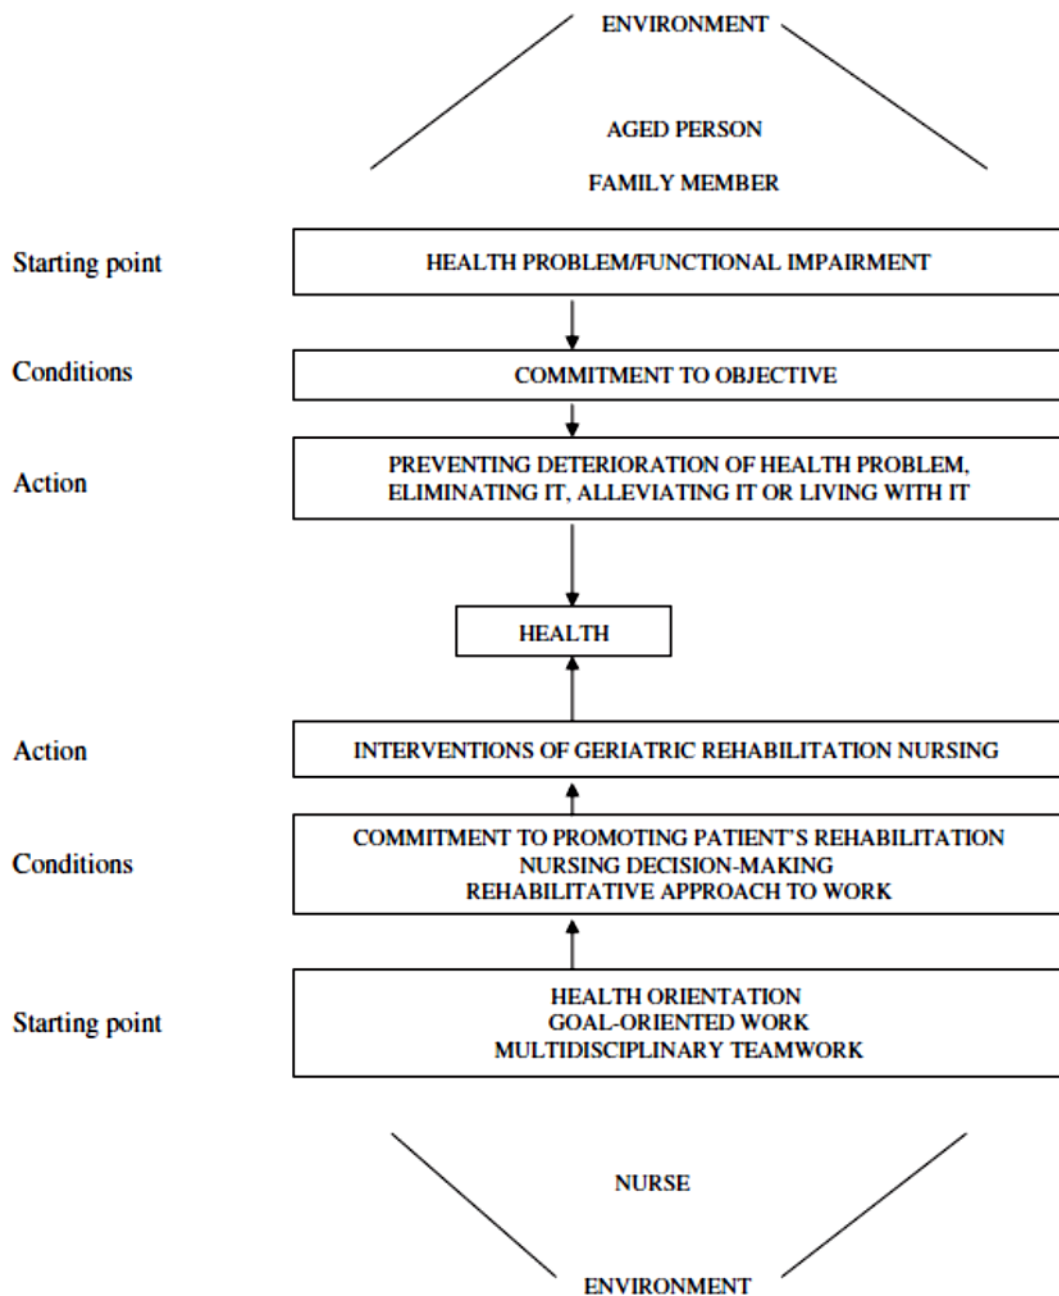 ENVIRONMENT
AGED PERSON
FAMILY MEMBER
Starting point
HEALTH PROBLEM/FUNCTIONAL IMPAIRMENT
Conditions
COMMITMENT TO OBJECTIVE
Action
PREVENTING DETERIORATION OF HEALTH PROBLEM,
ELIMINATING IT, ALLEVIATING IT OR LIVING WITH IT
HEALTH
Action
INTERVENTIONS OF GERIATRIC REHABILITATION NURSING
Conditions
COMMITMENT TO PROMOTING PATIENT'S REHABILITATION
NURSING DECISION-MAKING
REHABILITATIVE APPROACH TO WORK
Starting point
HEALTH ORIENTATION
GOAL-ORIENTED WORK
MULTIDISCIPLINARY TEAMWORK
NURSE
ENVIRONMENT